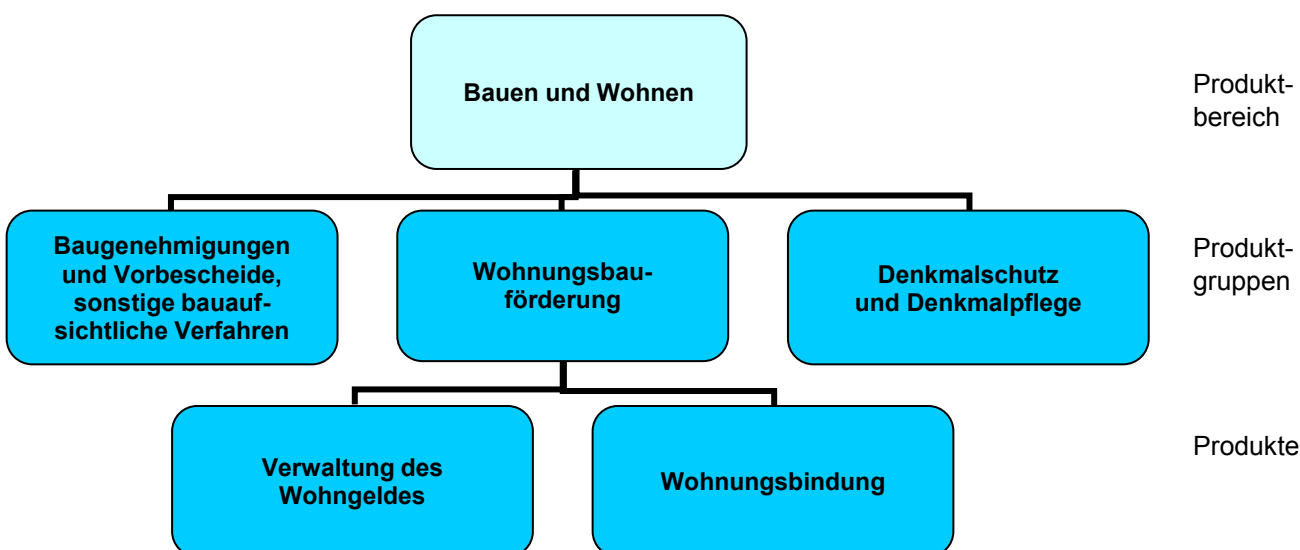 Bauen und Wohnen
Produkt-
bereich
Baugenehmigungen
und Vorbescheide,
sonstige bauauf-
sichtliche Verfahren
Wohnungsbau-
förderung
Denkmalschutz
und Denkmalpflege
Produkt-
gruppen
Verwaltung des
Wohngeldes
Wohnungsbindung
Produkte